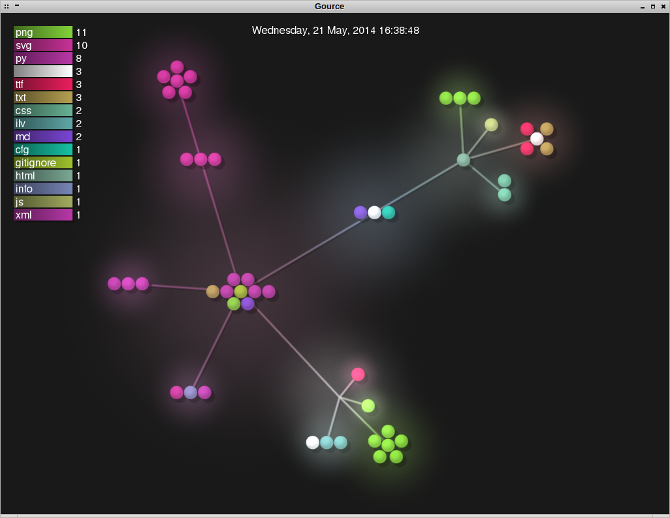 Gource
Wednesday, 21 May, 2014 16:38:48
png 11
svg 10
py 8
3
ttf 3
txt 3
css 2
ily 2
md 2
cfg 1
gitignore 1
html 1
info 1
js 1
xml 1